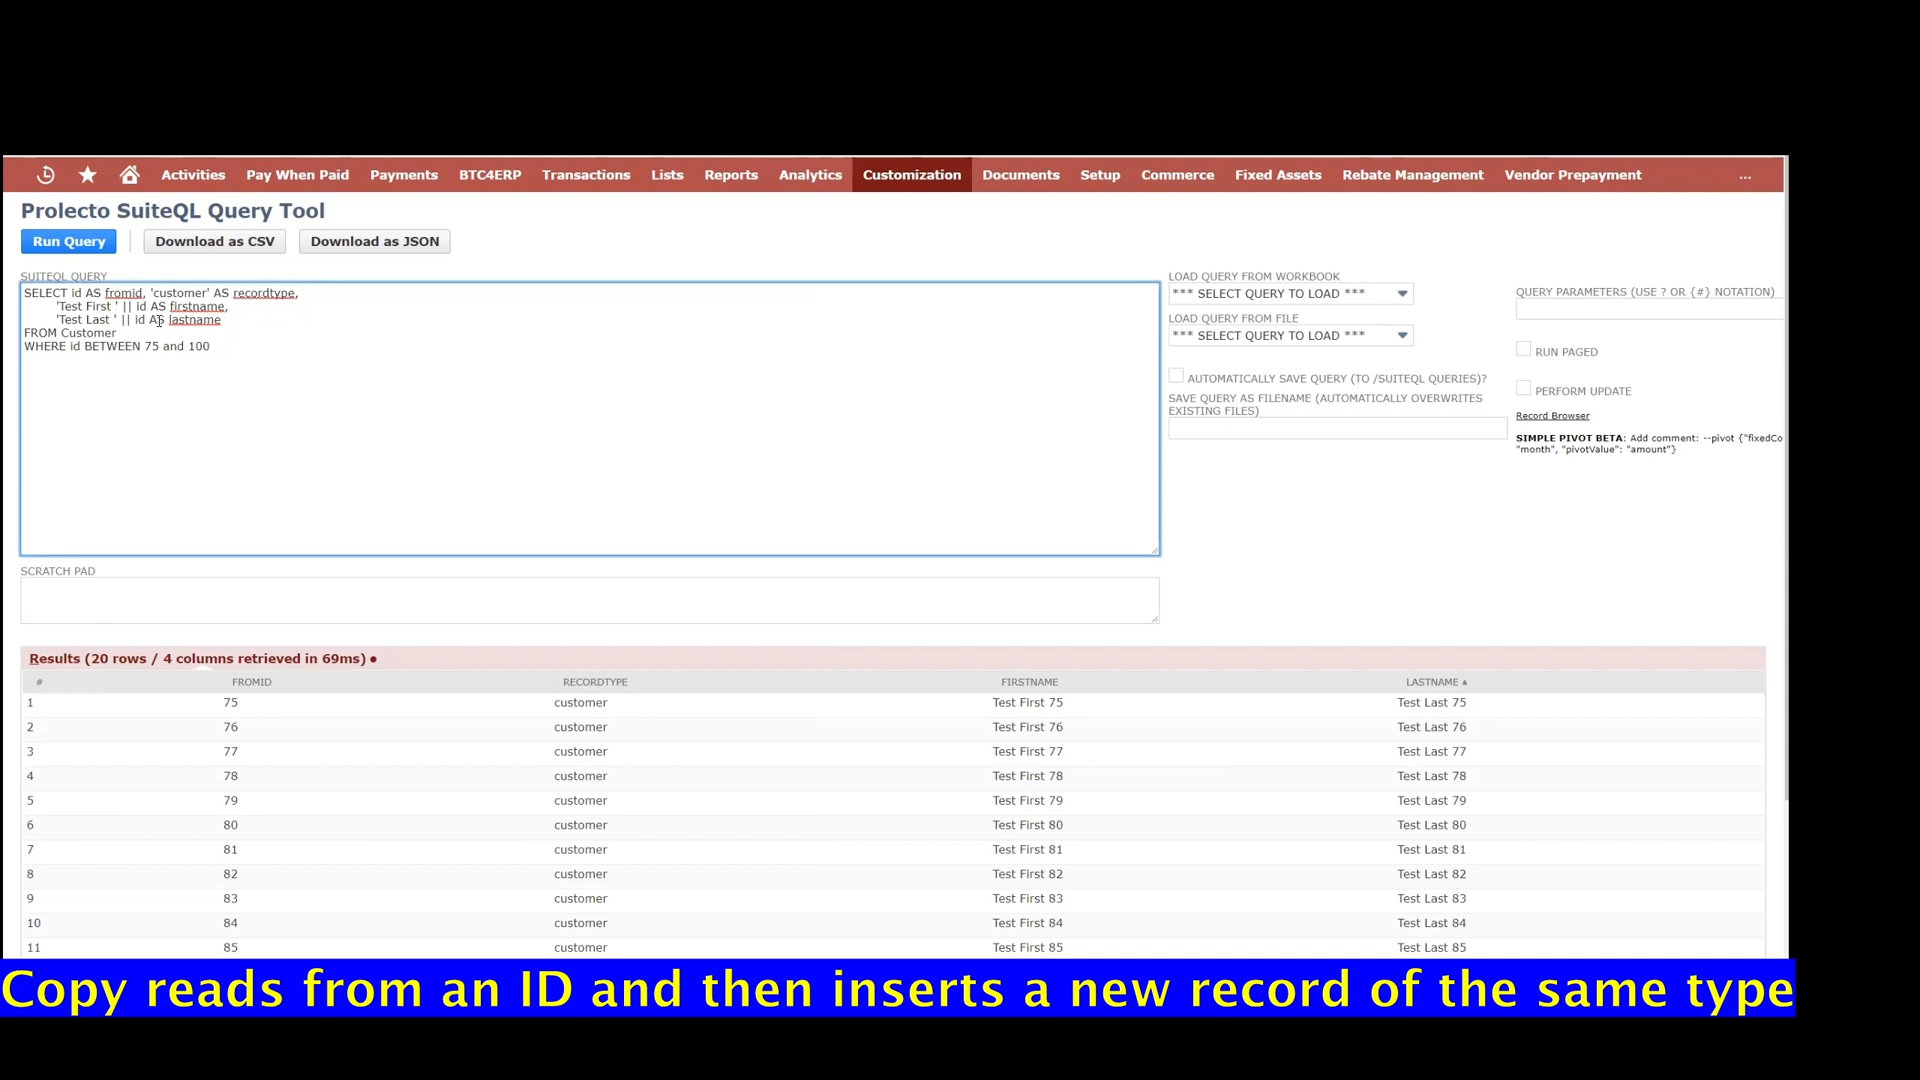 Activities Pay When Paid Payments BTC4ERP Transactions Lists Reports Analytics Customization Documents Setup Commerce Fixed Assets Rebate Management Vendor Prepayment ...
Prolecto SuiteQL Query Tool
Run Query Download as CSV Download as JSON
SUITEQL QUERY
SELECT id AS fromid, 'customer' AS recordtype,
'Test First ' || id AS firstname,
'Test Last ' || id AS lastname
FROM Customer
WHERE id BETWEEN 75 and 100
LOAD QUERY FROM WORKBOOK
*** SELECT QUERY TO LOAD ***
LOAD QUERY FROM FILE
*** SELECT QUERY TO LOAD ***
AUTOMATICALLY SAVE QUERY (TO /SUITEQL QUERIES)?
SAVE QUERY AS FILENAME (AUTOMATICALLY OVERWRITES
EXISTING FILES)
QUERY PARAMETERS (USE ? OR {#} NOTATION)
RUN PAGED
PERFORM UPDATE
Record Browser
SIMPLE PIVOT BETA: Add comment: --pivot {"fixedCo
"month", "pivotValue": "amount"}
SCRATCH PAD
Results (20 rows / 4 columns retrieved in 69ms) •
# FROMID RECORDTYPE FIRSTNAME LASTNAME ▲
1 75 customer Test First 75 Test Last 75
2 76 customer Test First 76 Test Last 76
3 77 customer Test First 77 Test Last 77
4 78 customer Test First 78 Test Last 78
5 79 customer Test First 79 Test Last 79
6 80 customer Test First 80 Test Last 80
7 81 customer Test First 81 Test Last 81
8 82 customer Test First 82 Test Last 82
9 83 customer Test First 83 Test Last 83
10 84 customer Test First 84 Test Last 84
11 85 customer Test First 85 Test Last 85
Copy reads from an ID and then inserts a new record of the same type